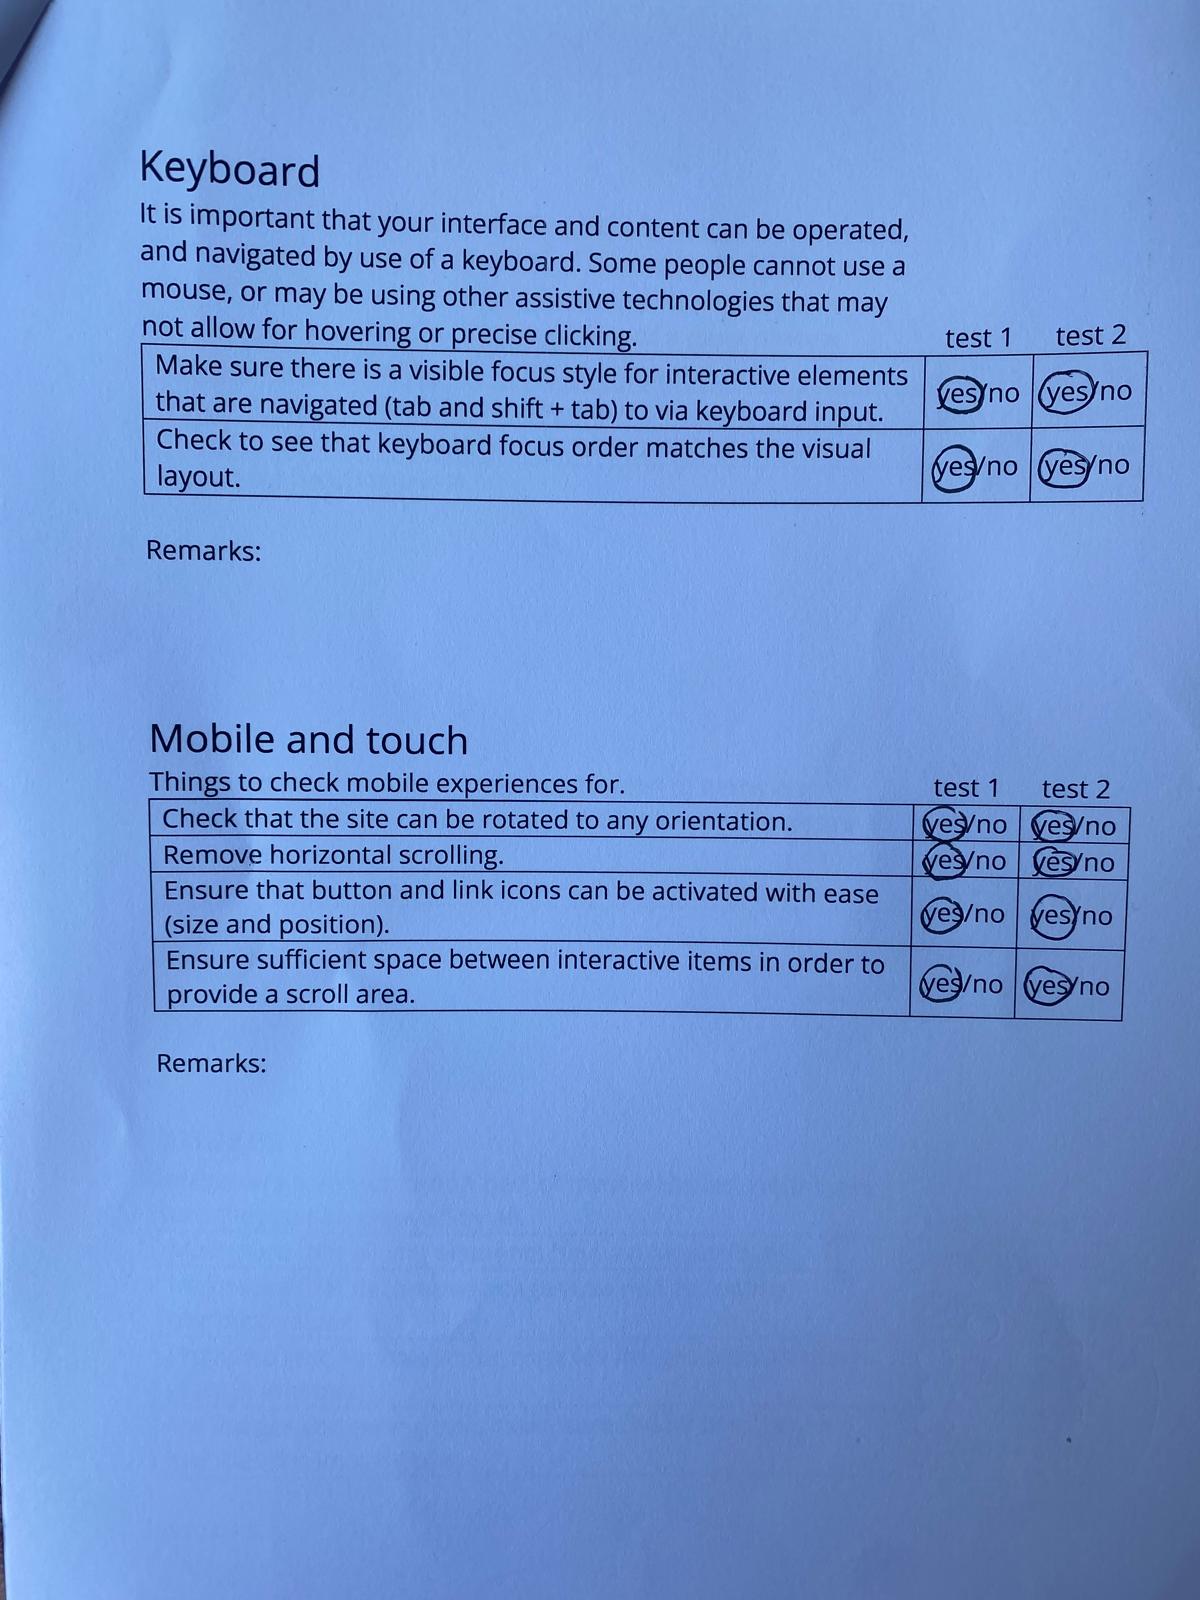 Keyboard
It is important that your interface and content can be operated,
and navigated by use of a keyboard. Some people cannot use a
mouse, or may be using other assistive technologies that may
not allow for hovering or precise clicking. test 1 test 2
Make sure there is a visible focus style for interactive elements
that are navigated (tab and shift + tab) to via keyboard input. yes/no yes/no
Check to see that keyboard focus order matches the visual
layout. yes/no yes/no
Remarks:
Mobile and touch
Things to check mobile experiences for. test 1 test 2
Check that the site can be rotated to any orientation. yes/no yes/no
Remove horizontal scrolling. yes/no yes/no
Ensure that button and link icons can be activated with ease
(size and position). yes/no yes/no
Ensure sufficient space between interactive items in order to
provide a scroll area. yes/no yes/no
Remarks: